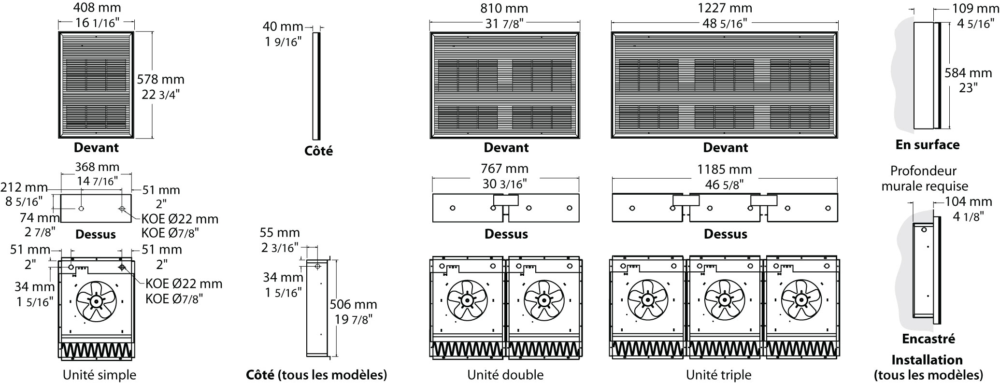 408 mm
16 1/16"
578 mm
22 3/4"
Devant
40 mm
1 9/16"
Côté
810 mm
31 7/8"
Devant
1227 mm
48 5/16"
Devant
109 mm
4 5/16"
584 mm
23"
En surface
368 mm
14 7/16"
212 mm
8 5/16"
51 mm
2"
74 mm
2 7/8"
KOE Ø22 mm
KOE Ø7/8"
Dessus
767 mm
30 3/16"
Dessus
1185 mm
46 5/8"
Dessus
Profondeur
murale requise
104 mm
4 1/8"
Encastré
Installation
(tous les modèles)
51 mm
2"
51 mm
2"
34 mm
1 5/16"
KOE Ø22 mm
KOE Ø7/8"
Unité simple
55 mm
2 3/16"
34 mm
1 5/16"
506 mm
19 7/8"
Côté (tous les modèles)
Unité double
Unité triple